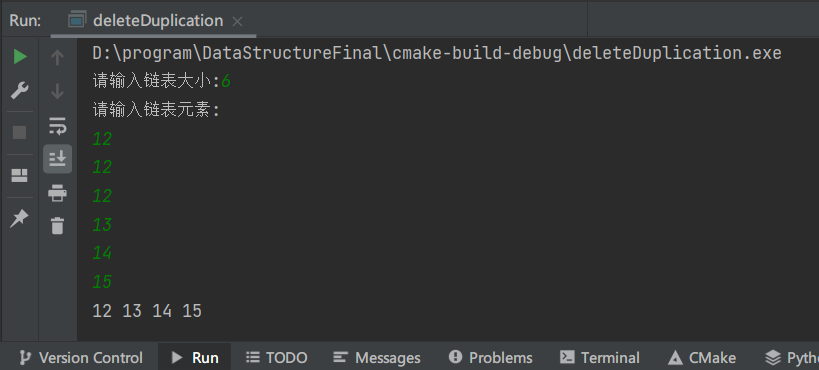 Run: deleteDuplication
D:\program\DataStructureFinal\cmake-build-debug\deleteDuplication.exe
请输入链表大小:6
请输入链表元素:
12
12
12
13
14
15
12 13 14 15
Version Control Run TODO Messages Problems Terminal CMake Pyth